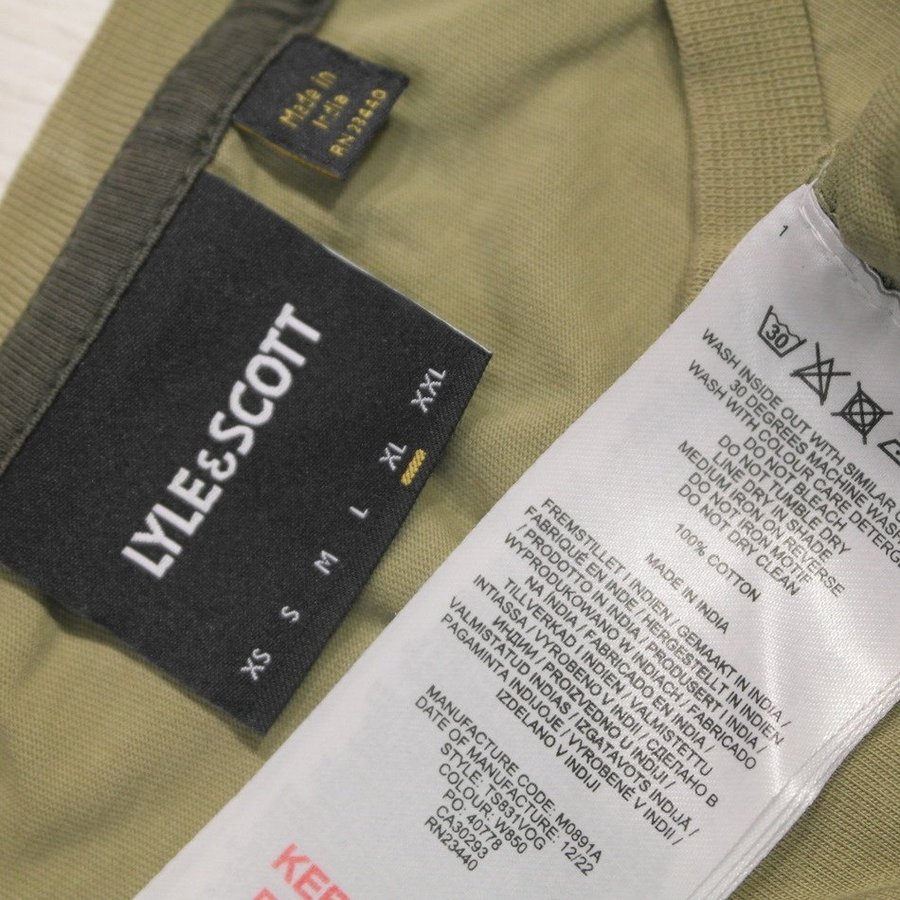 Made in
India
RN 23440
LYLE&SCOTT
XS S M L XL XXL
1
30
WASH INSIDE OUT WITH SIMILAR
30 DEGREES MACHINE WASH
WASH WITH COLOUR CARE
DO NOT BLEACH
DO NOT TUMBLE DRY
LINE DRY IN SHADE
MEDIUM IRON ON REVERSE
DO NOT IRON MOTIF
DO NOT DRY CLEAN
100% COTTON
MADE IN INDIA
FREMSTILLET I INDIEN / GEMAAKT IN INDIA /
FABRIQUÉ EN INDE / HERGESTELLT IN INDIEN
/ PRODOTTO IN INDIA / PRODUSERT I INDIA /
WYPRODUKOWANO W INDIACH / FABRICADO
NA ÍNDIA / FABRICADO EN INDIA /
TILLVERKAD I INDIEN / VALMISTETTU
INTIASSA / VYROBENO V INDII / СДЕЛАНО В
ИНДИИ / PROIZVEDENO U INDIJI /
VALMISTATUD INDIAS / IZGATAVOTS INDIJĀ /
PAGAMINTA INDIJOJE / VYROBENÉ V INDII /
IZDELANO V INDIJI
MANUFACTURE CODE: M0891A
DATE OF MANUFACTURE: 12/22
STYLE: TS831VOG
COLOUR: W850
PO: 40778
CA30293
RN23440